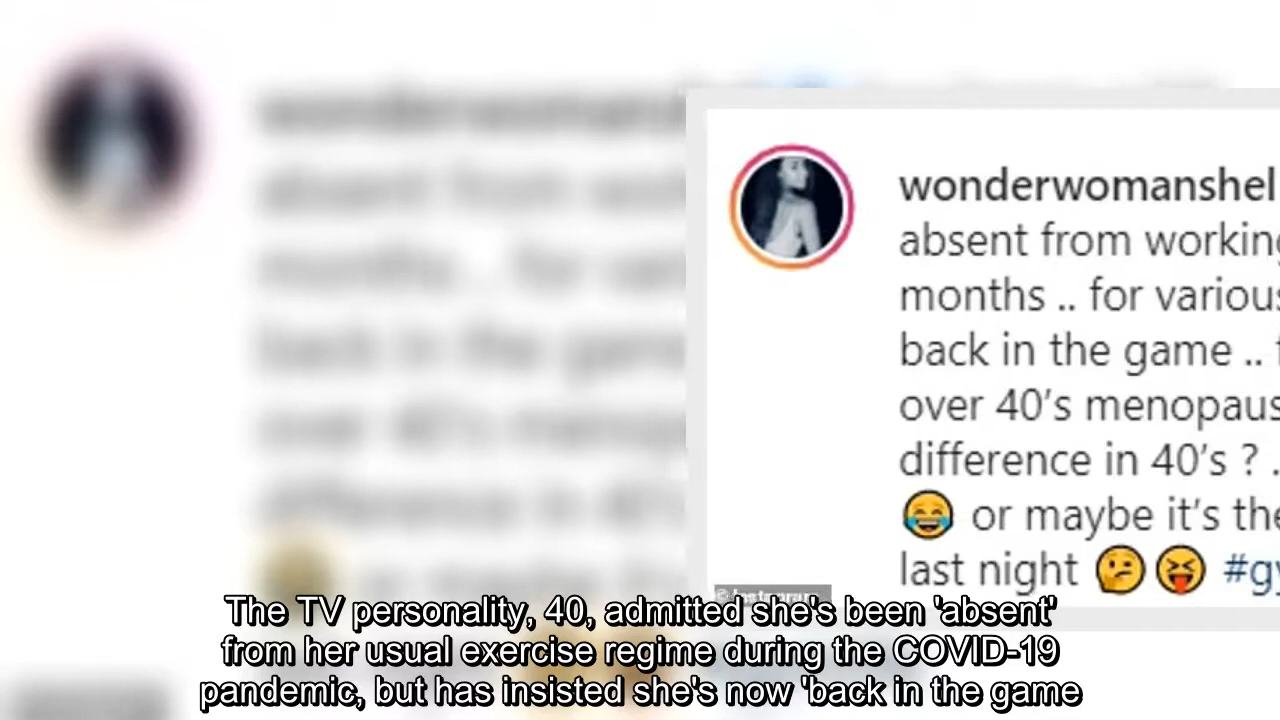 wonderwomanshel
absent from working
months .. for various
back in the game ..
over 40's menopaus
difference in 40's ? .
😂 or maybe it's the
last night 🤔😝 #gy
© Instagram
The TV personality, 40, admitted she's been 'absent'
from her usual exercise regime during the COVID-19
pandemic, but has insisted she's now 'back in the game